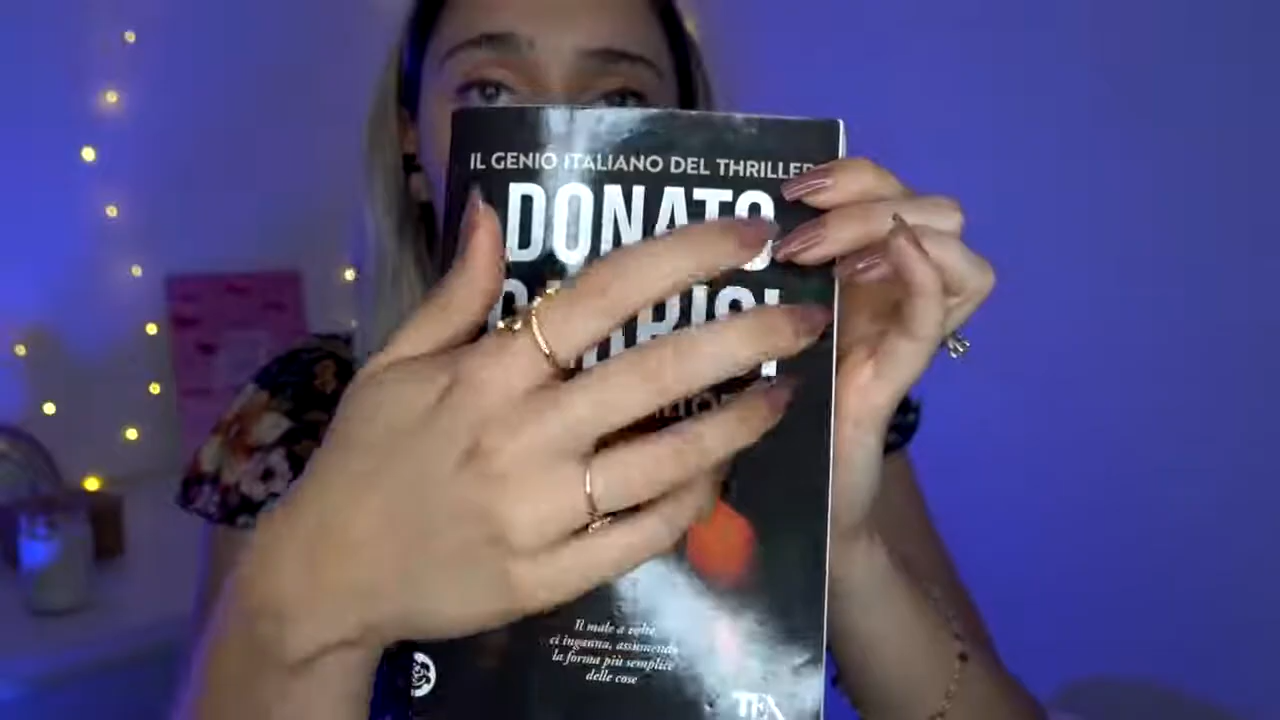 IL GENIO ITALIANO DEL THRILLER
DONATO
Il male a volte
ci inganna, assumendo
la forma più semplice
delle cose
TEA